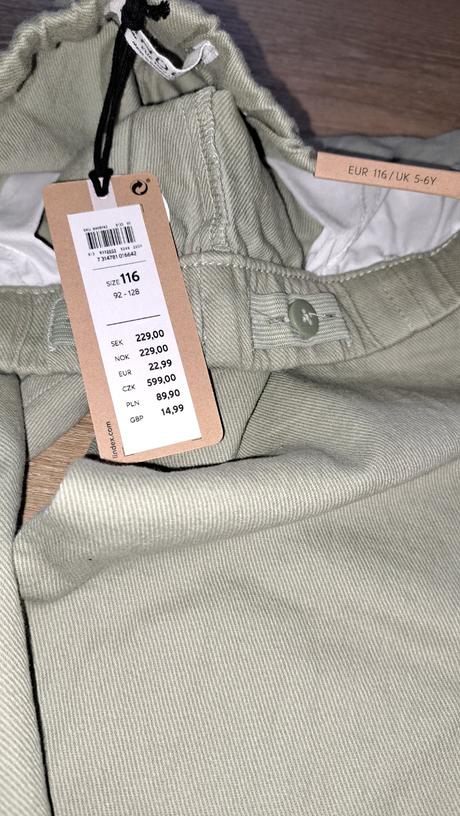 EUR 116 / UK 5-6Y
7 314781 016642
SIZE 116
92 - 128
SEK 229,00
NOK 229,00
EUR 22,99
CZK 599,00
PLN 89,90
GBP 14,99
lindex.com